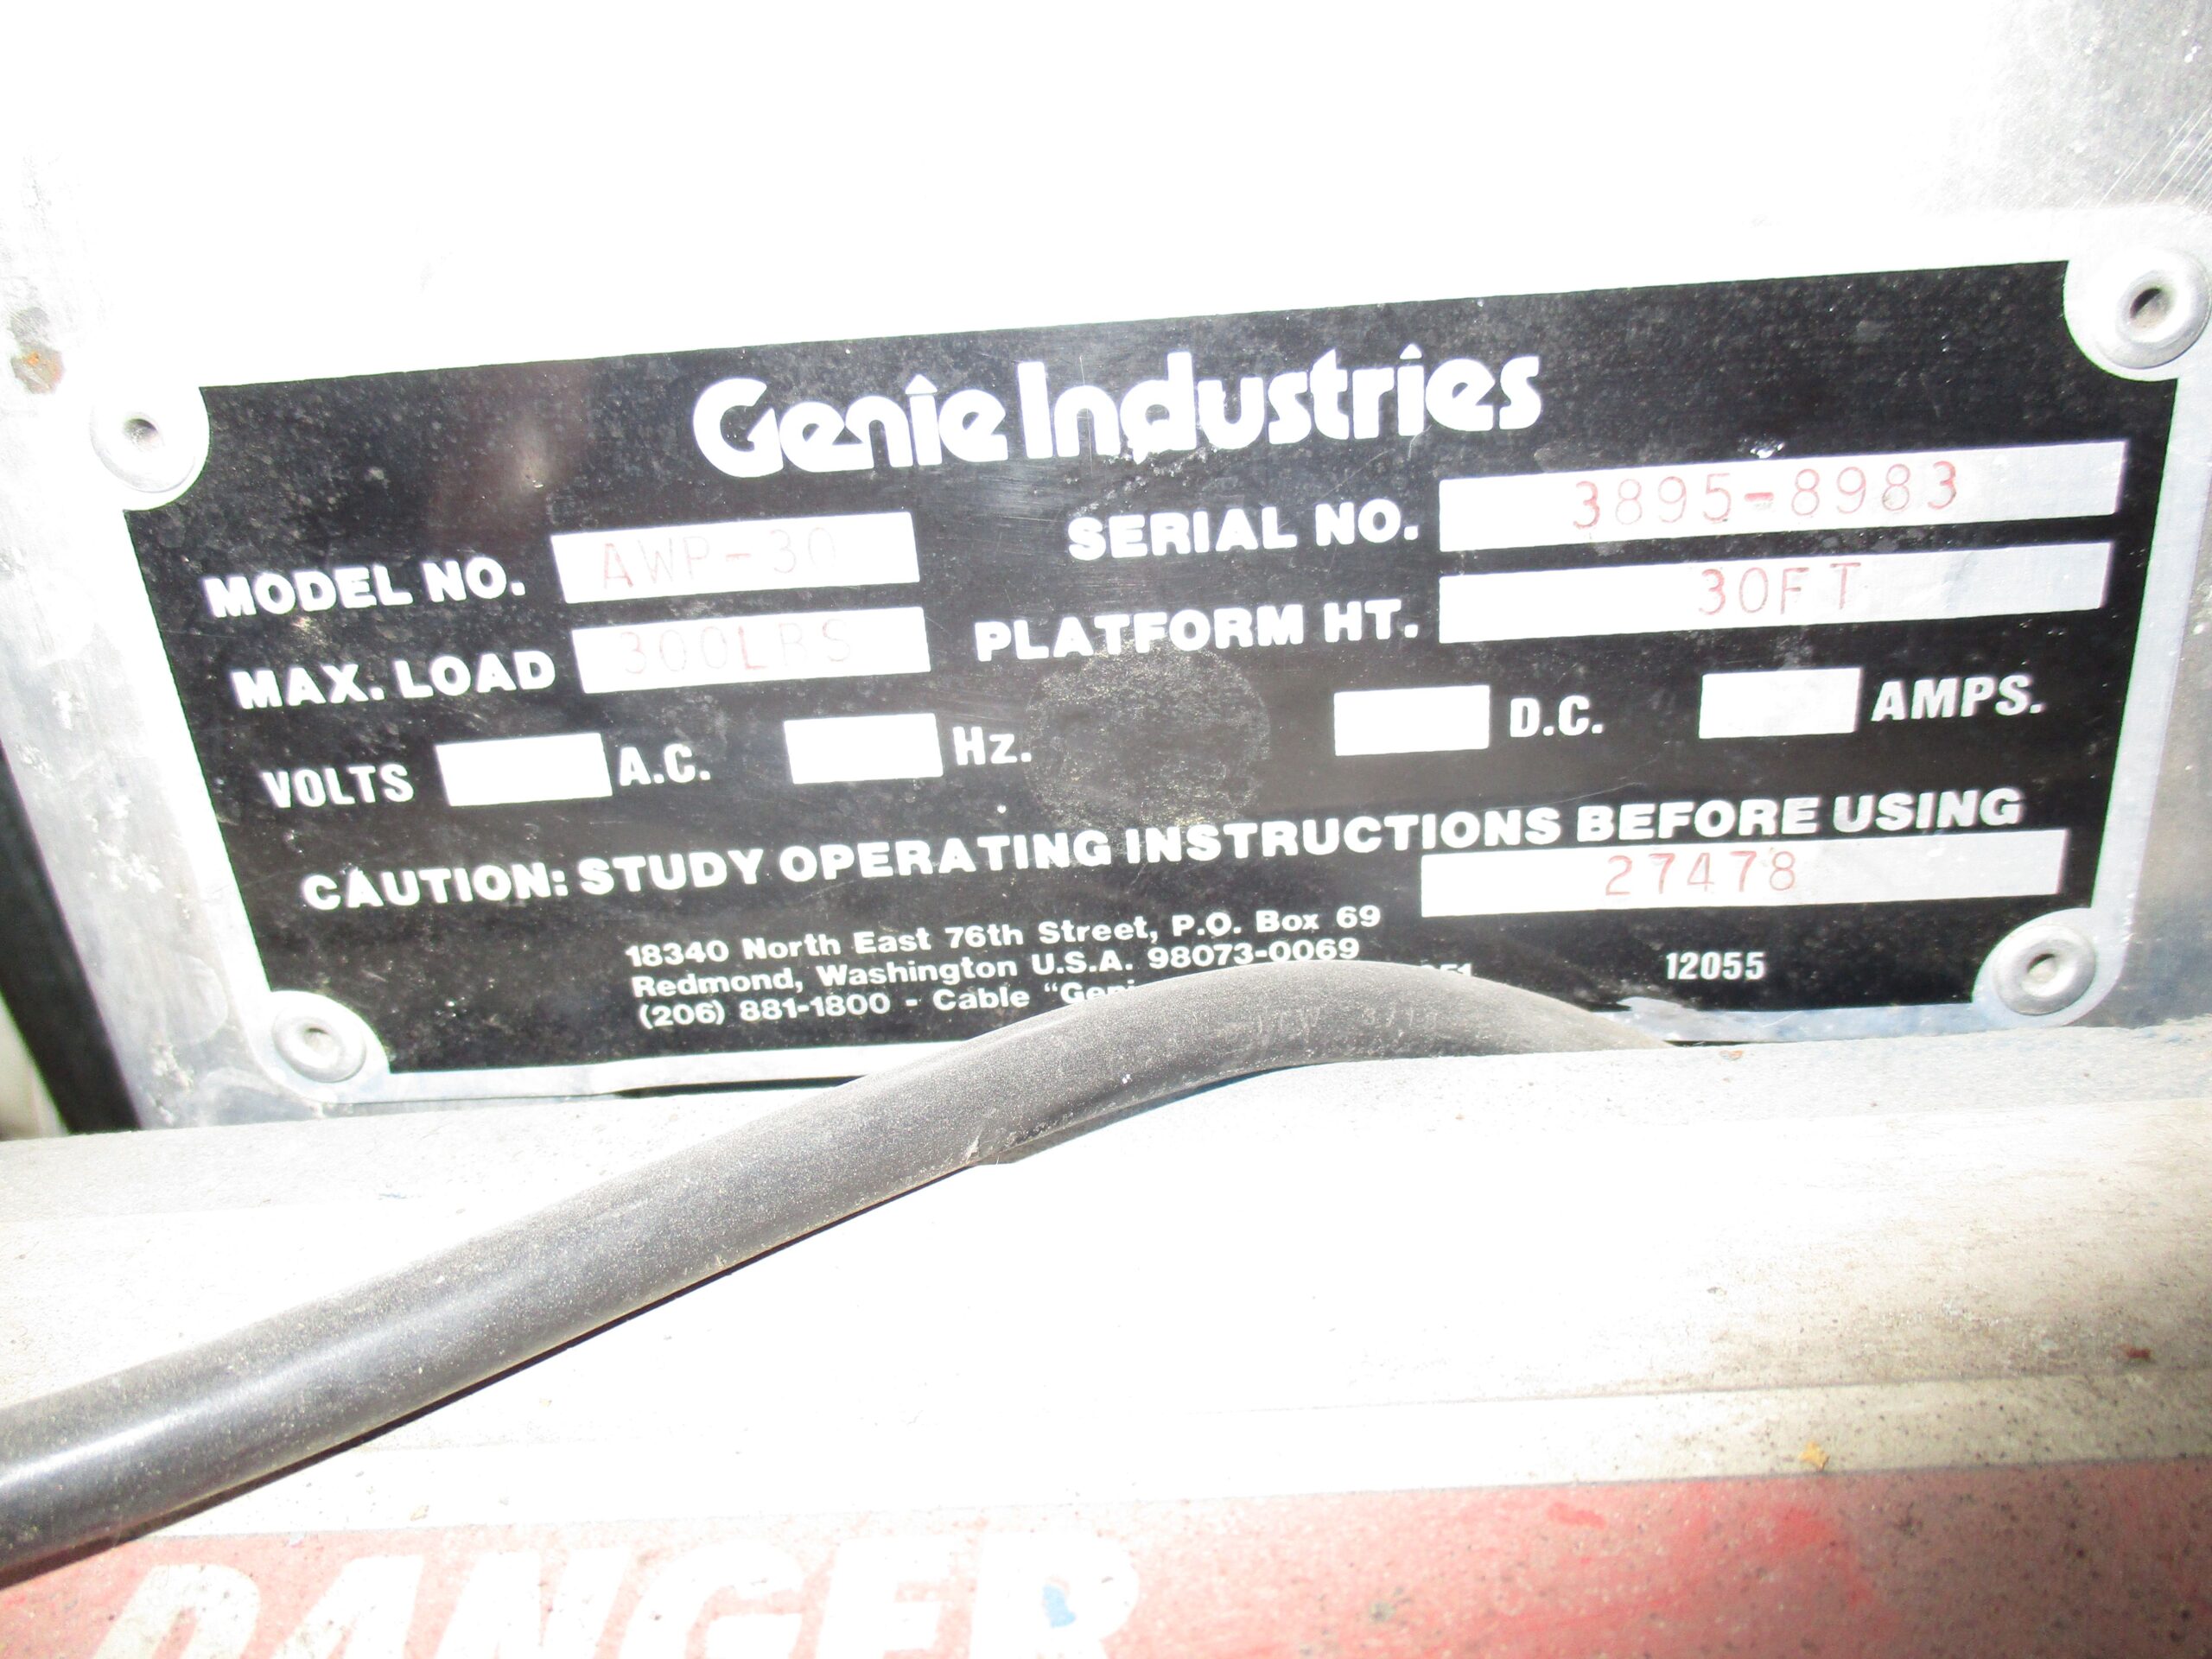 Genie Industries
MODEL NO. AWP-30 SERIAL NO. 3895-8983
MAX. LOAD 300LBS PLATFORM HT. 30FT
VOLTS A.C. Hz. D.C. AMPS.
CAUTION: STUDY OPERATING INSTRUCTIONS BEFORE USING
27478
18340 North East 76th Street, P.O. Box 69
Redmond, Washington U.S.A. 98073-0069
(206) 881-1800 - Cable
12055
DANGER